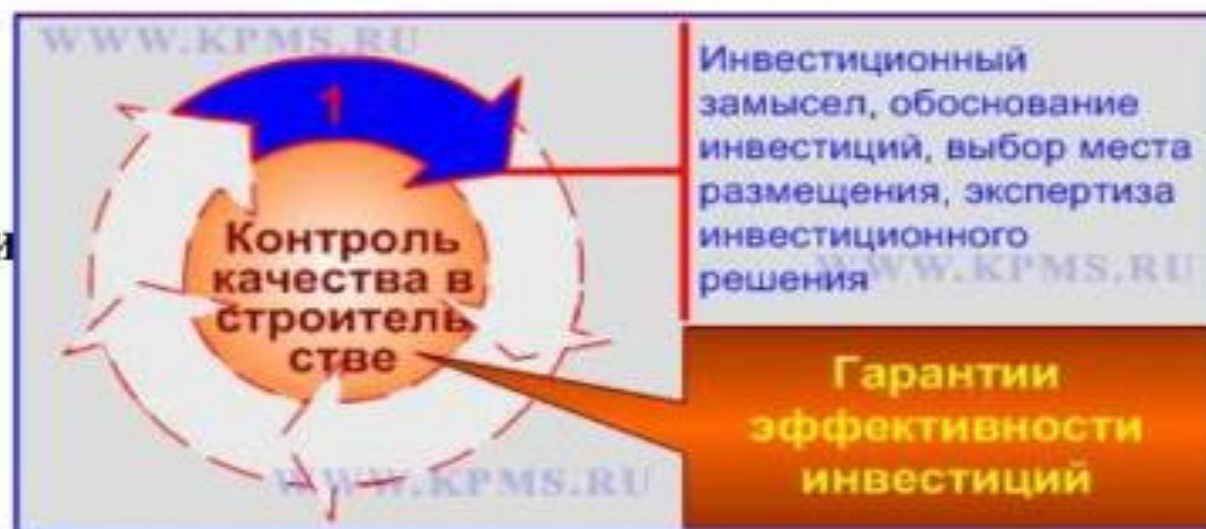 WWW.KPMS.RU
1
Инвестиционный
замысел, обоснование
инвестиций, выбор места
размещения, экспертиза
инвестиционного
решения
WWW.KPMS.RU
и
Контроль
качества в
строитель
стве
Гарантии
эффективности
инвестиций
WWW.KPMS.RU